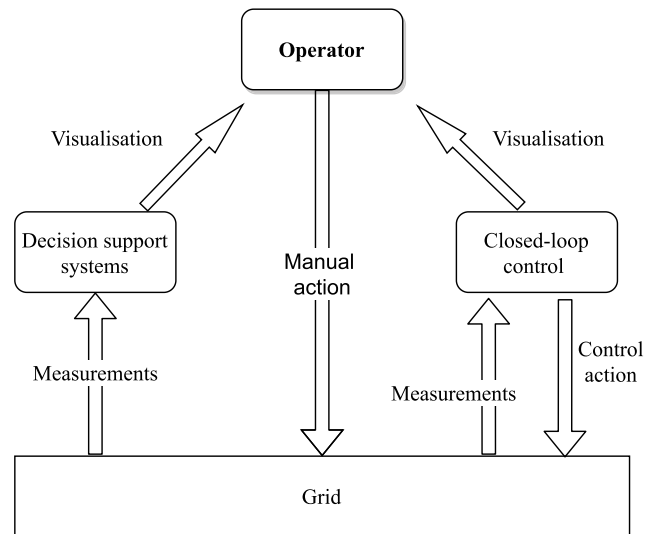 Operator
Visualisation
Visualisation
Decision support
systems
Closed-loop
control
Manual
action
Measurements
Control
action
Measurements
Grid